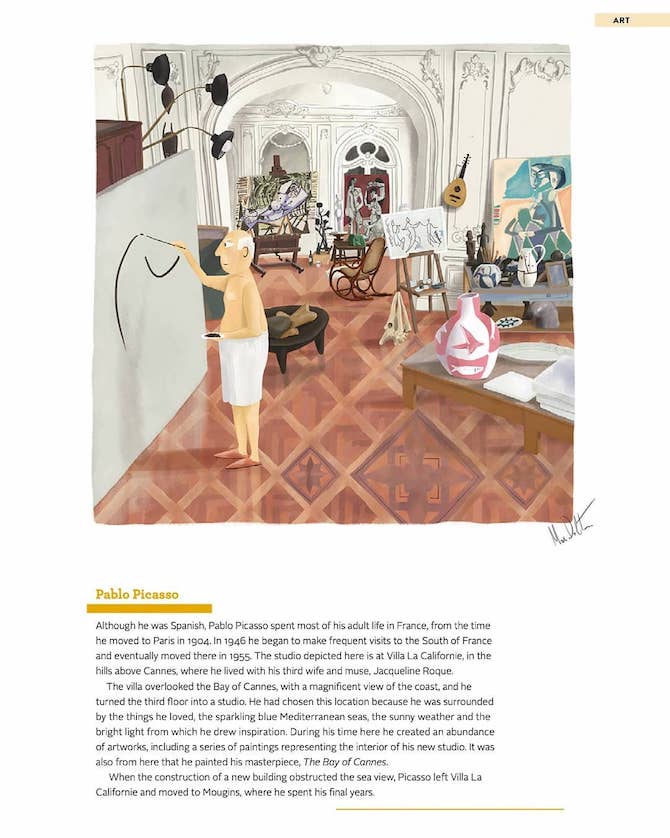 ART
Pablo Picasso
Although he was Spanish, Pablo Picasso spent most of his adult life in France, from the time
he moved to Paris in 1904. In 1946 he began to make frequent visits to the South of France
and eventually moved there in 1955. The studio depicted here is at Villa La Californie, in the
hills above Cannes, where he lived with his third wife and muse, Jacqueline Roque.
The villa overlooked the Bay of Cannes, with a magnificent view of the coast, and he
turned the third floor into a studio. He had chosen this location because he was surrounded
by the things he loved, the sparkling blue Mediterranean seas, the sunny weather and the
bright light from which he drew inspiration. During his time here he created an abundance
of artworks, including a series of paintings representing the interior of his new studio. It was
also from here that he painted his masterpiece, The Bay of Cannes.
When the construction of a new building obstructed the sea view, Picasso left Villa La
Californie and moved to Mougins, where he spent his final years.